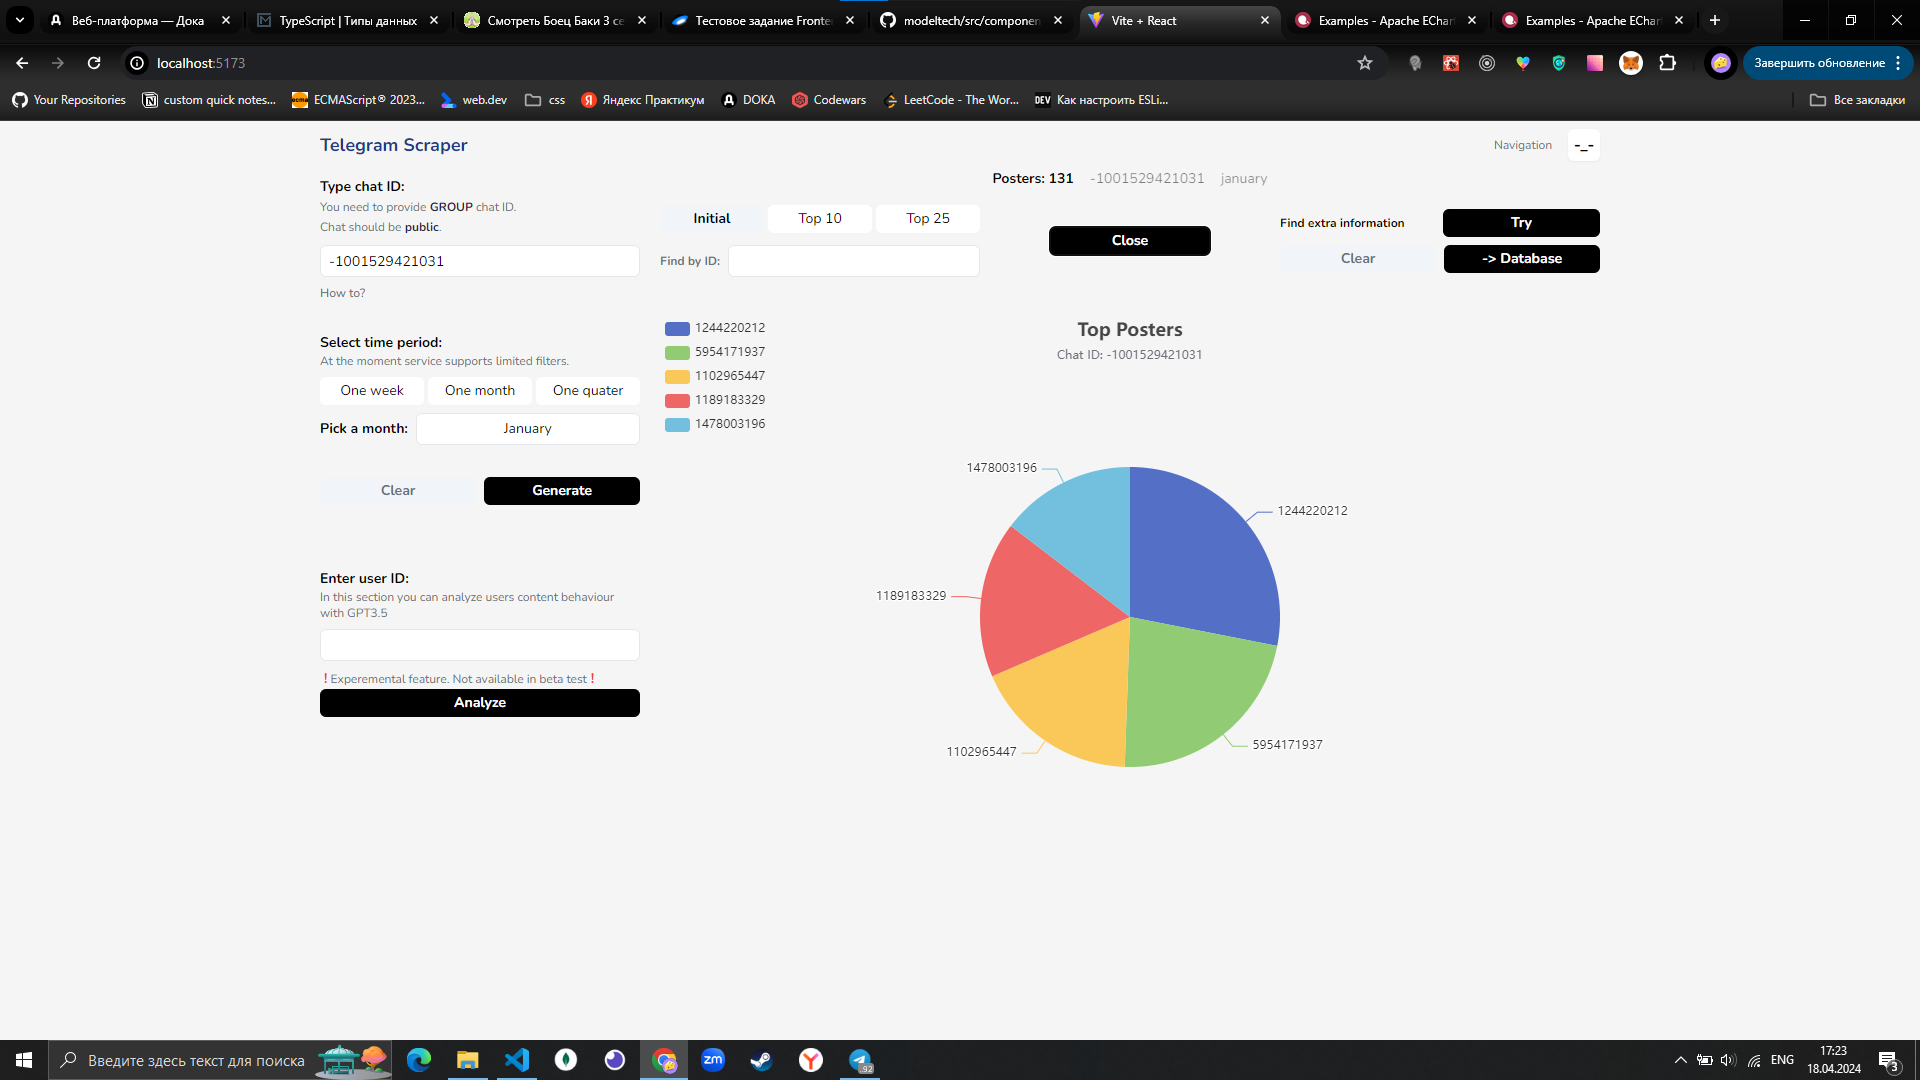 Веб-платформа — Дока
TypeScript | Типы данных
Смотреть Боец Баки 3 се
Тестовое задание Fronte
modeltech/src/componen
Vite + React
Examples - Apache EChar
Examples - Apache EChar
localhost:5173
Завершить обновление
Your Repositories
custom quick notes...
ECMAScript® 2023...
web.dev
css
Яндекс Практикум
DOKA
Codewars
LeetCode - The Wor...
DEV Как настроить ESLi...
Все закладки
Telegram Scraper
Navigation
-_-
Type chat ID:
You need to provide GROUP chat ID.
Chat should be public.
-1001529421031
How to?
Select time period:
At the moment service supports limited filters.
One week
One month
One quater
Pick a month:
January
Clear
Generate
Enter user ID:
In this section you can analyze users content behaviour
with GPT3.5
❗Experemental feature. Not available in beta test❗
Analyze
Posters: 131
-1001529421031
january
Initial
Top 10
Top 25
Find by ID:
Close
Find extra information
Try
Clear
-> Database
1244220212
5954171937
1102965447
1189183329
1478003196
Top Posters
Chat ID: -1001529421031
1478003196
1244220212
1189183329
1102965447
5954171937
Введите здесь текст для поиска
zm
92
ENG
17:23
18.04.2024
3